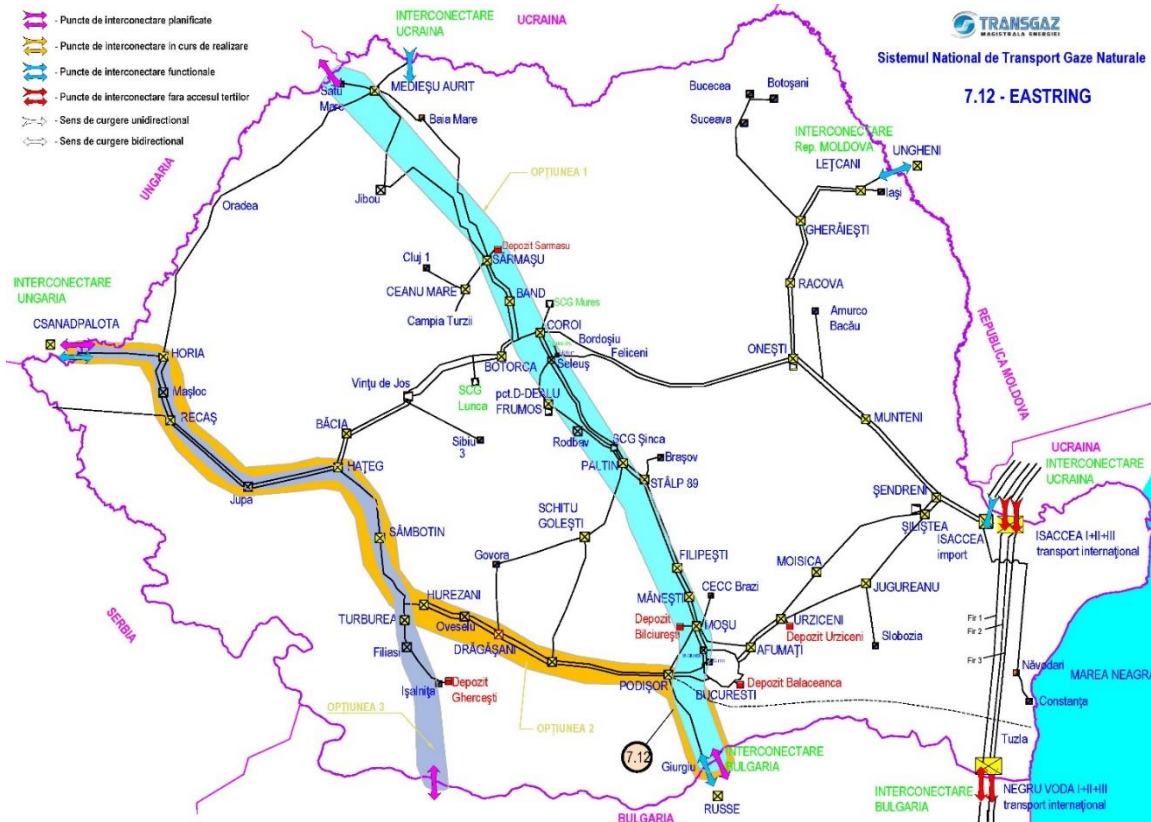 - Puncte de interconectare planificate
- Puncte de interconectare in curs de realizare
- Puncte de interconectare functionale
- Puncte de interconectare fara accesul tertilor
- Sens de curgere unidirectional
- Sens de curgere bidirectional
TRANSGAZ
MAGISTRALA ENERGIEI
Sistemul National de Transport Gaze Naturale
7.12 - EASTRING
INTERCONECTARE
UCRAINA
UCRAINA
Satu
Mare
MEDIEŞU AURIT
Baia Mare
Bucecea
Botoşani
Suceava
INTERCONECTARE
Rep. MOLDOVA
LEŢCANI
UNGHENI
Iaşi
UNGARIA
Oradea
Jibou
OPŢIUNEA 1
GHERĂIEŞTI
Depozit Sarmasu
SĂRMAŞU
Cluj 1
CEANU MARE
BAND
Campia Turzii
RACOVA
Amurco
Bacău
REPUBLICA MOLDOVA
INTERCONECTARE
UNGARIA
CSANADPALOTA
SCG Mures
COROI
Bordoşiu
Feliceni
Seleuş
ONEŞTI
HORIA
BOTORCA
Maşloc
Vinţu de Jos
SCG
Lunca
pct.D-DEALU
FRUMOS
RECAŞ
BĂCIA
Sibiu
3
Rodbav
SCG Şinca
MUNTENI
HAŢEG
PALTIN
Braşov
STÂLP 89
Jupa
UCRAINA
INTERCONECTARE
UCRAINA
ŞENDRENI
SCHITU
GOLEŞTI
ŞILIŞTEA
ISACCEA
import
ISACCEA I+II+III
transport internaţional
SÂMBOTIN
Govora
FILIPEŞTI
MOISICA
CECC Brazi
JUGUREANU
MĂNEŞTI
SERBIA
HUREZANI
TURBUREA
Oveselu
DRĂGĂŞANI
Depozit
Bilciureşti
MOŞU
URZICENI
Depozit Urziceni
Slobozia
Fir 1
Fir 2
Fir 3
Filiasi
AFUMAŢI
Işalniţa
Depozit
Gherceşti
PODIŞOR
BUCURESTI
Depozit Balaceanca
Năvodari
MAREA NEAGRA
Constanţa
OPŢIUNEA 3
OPŢIUNEA 2
7.12
Tuzla
INTERCONECTARE
BULGARIA
Giurgiu
RUSSE
BULGARIA
INTERCONECTARE
BULGARIA
NEGRU VODA I+II+III
transport internaţional